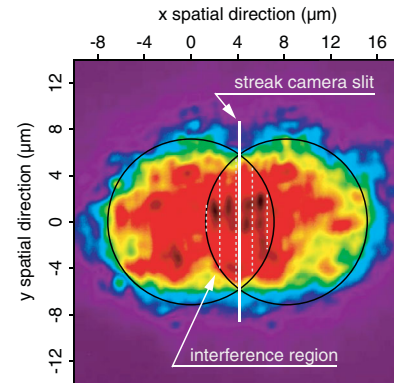 x spatial direction (µm)
-8 -4 0 4 8 12 16
streak camera slit
y spatial direction (µm)
12
8
4
0
-4
-8
-12
interference region